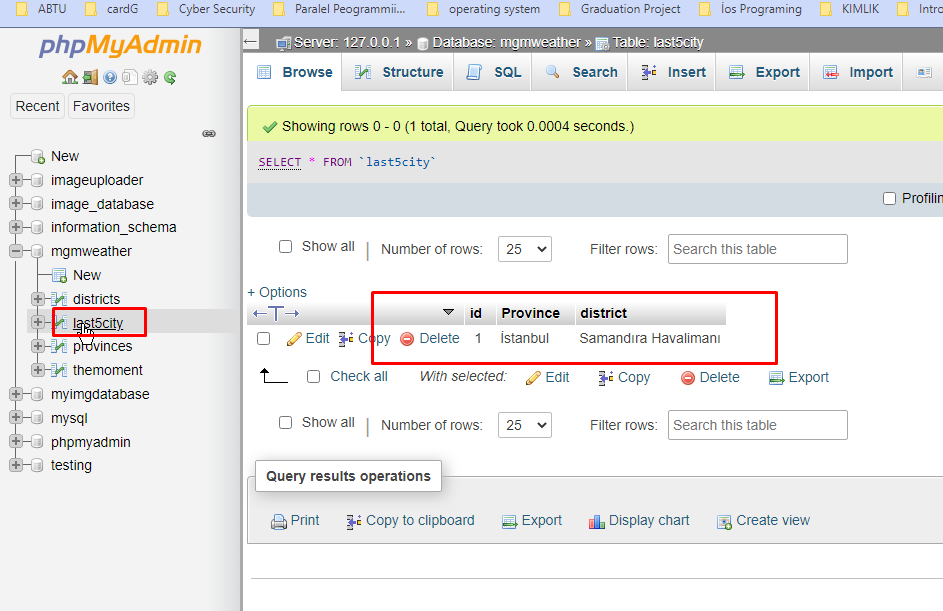 ABTU cardG Cyber Security Paralel Peogrammii... operating system Graduation Project İos Programing KIMLIK Intro
phpMyAdmin
Recent Favorites
New
imageuploader
image_database
information_schema
mgmweather
New
districts
last5city
provinces
themoment
myimgdatabase
mysql
phpmyadmin
testing
Server: 127.0.0.1 » Database: mgmweather » Table: last5city
Browse Structure SQL Search Insert Export Import
Showing rows 0 - 0 (1 total, Query took 0.0004 seconds.)
SELECT * FROM `last5city`
Profilin
Show all Number of rows: 25 Filter rows: Search this table
+ Options
←T→ id Province district
Edit Copy Delete 1 İstanbul Samandıra Havalimanı
Check all With selected: Edit Copy Delete Export
Show all Number of rows: 25 Filter rows: Search this table
Query results operations
Print Copy to clipboard Export Display chart Create view